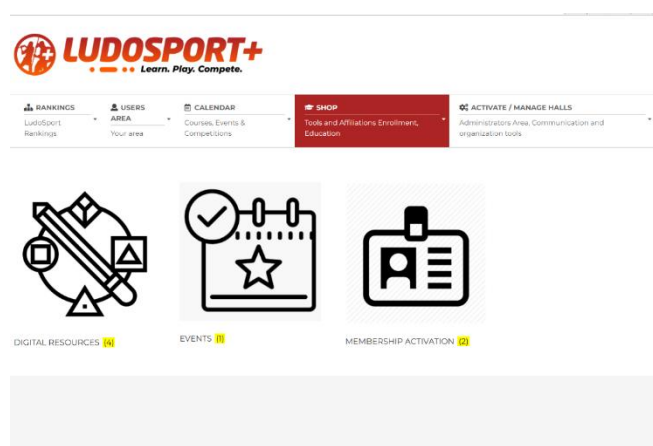 LUDOSPORT+
Learn. Play. Compete.
RANKINGS
LudoSport
Rankings
USERS
AREA
Your area
CALENDAR
Courses, Events &
Competitions
SHOP
Tools and Affiliations Enrollment,
Education
ACTIVATE / MANAGE HALLS
Administrators Area, Communication and
organization tools
DIGITAL RESOURCES (4)
EVENTS (1)
MEMBERSHIP ACTIVATION (2)